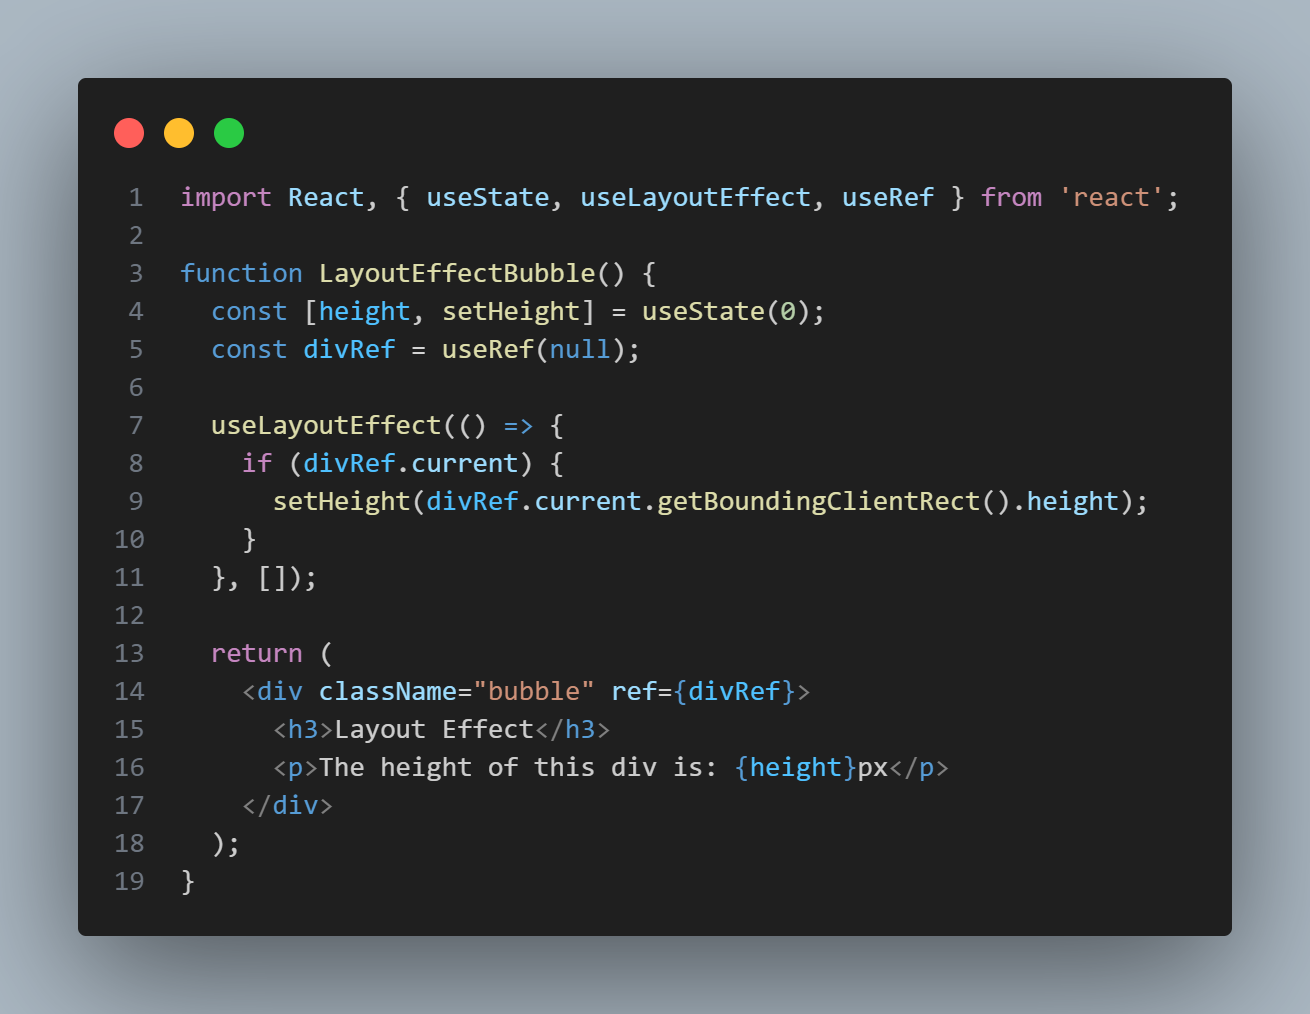 1 import React, { useState, useLayoutEffect, useRef } from 'react';
2
3 function LayoutEffectBubble() {
4   const [height, setHeight] = useState(0);
5   const divRef = useRef(null);
6
7   useLayoutEffect(() => {
8     if (divRef.current) {
9       setHeight(divRef.current.getBoundingClientRect().height);
10     }
11   }, []);
12
13   return (
14     <div className="bubble" ref={divRef}>
15       <h3>Layout Effect</h3>
16       <p>The height of this div is: {height}px</p>
17     </div>
18   );
19 }